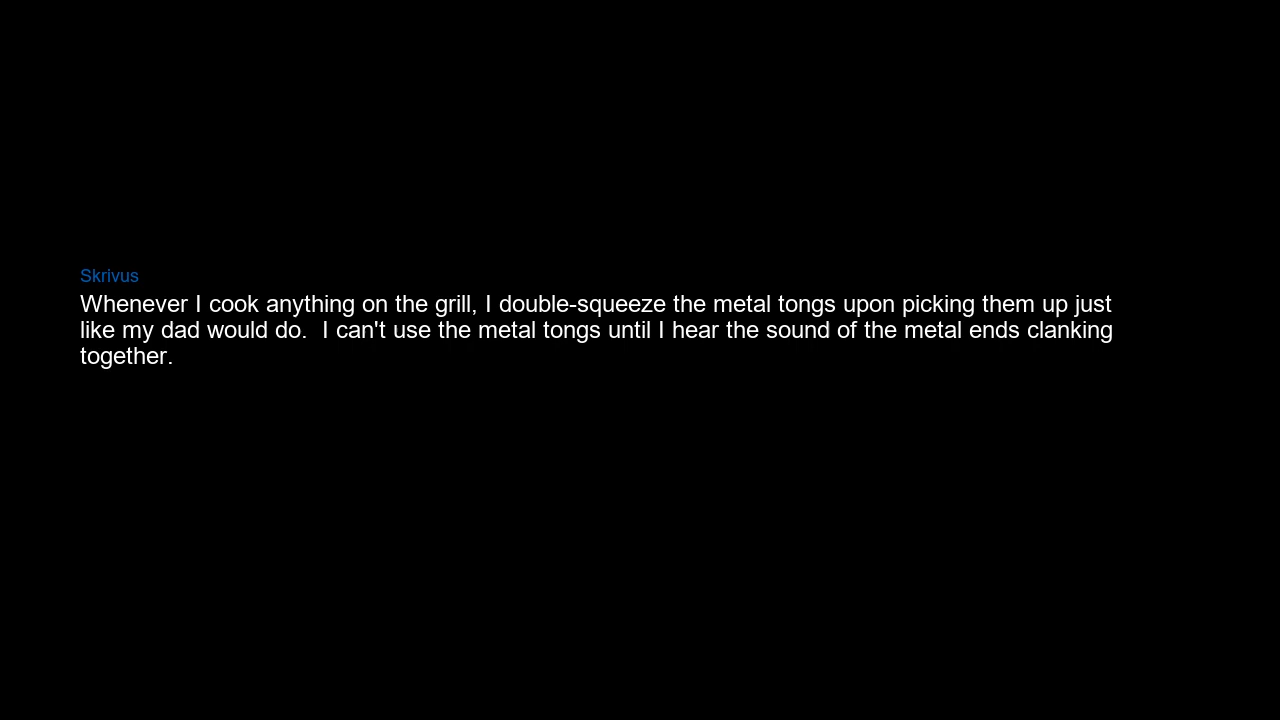 Skrivus
Whenever I cook anything on the grill, I double-squeeze the metal tongs upon picking them up just
like my dad would do.  I can't use the metal tongs until I hear the sound of the metal ends clanking
together.